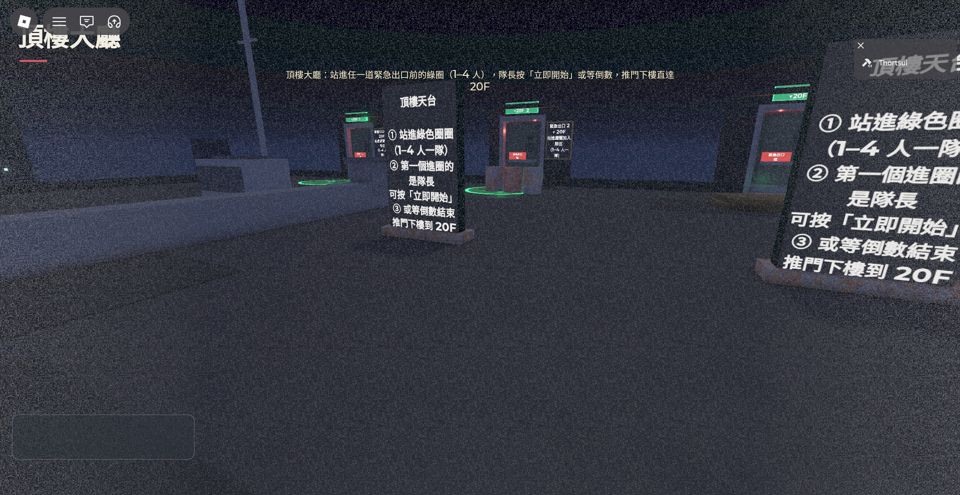 頂樓大廳
頂樓大廳：站進任一道緊急出口前的綠圈（1–4 人），隊長按「立即開始」或等倒數，推門下樓直達
20F
Thortsul
頂樓天台
① 站進綠色圈圈
（1–4 人一隊）
② 第一個進圈的
是隊長
可按「立即開始」
③ 或等倒數結束
推門下樓到 20F
緊急出口 2
頂樓天台
① 站進綠色圈
（1–4 人一隊
② 第一個進圈
是隊長
可按「立即開始」
③ 或等倒數結束
推門下樓到 20F